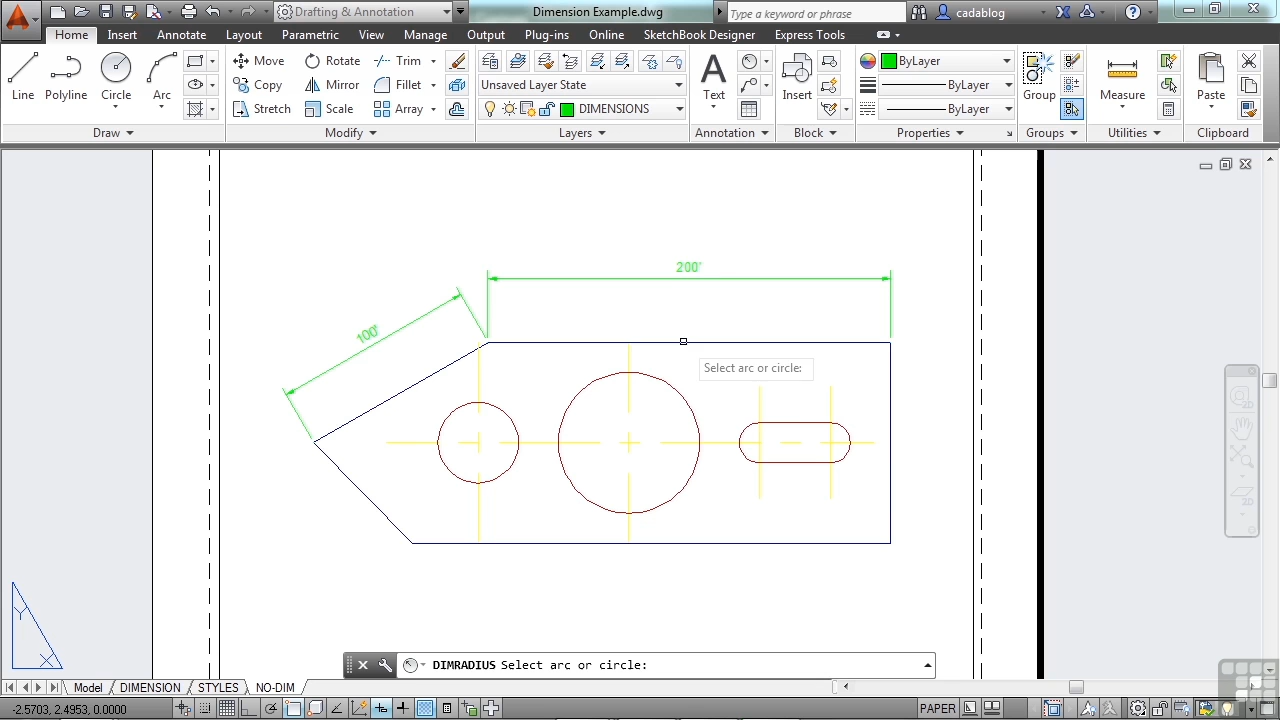 Drafting & Annotation
Dimension Example.dwg
Type a keyword or phrase
cadablog
Home Insert Annotate Layout Parametric View Manage Output Plug-ins Online SketchBook Designer Express Tools
Line Polyline Circle Arc
Move Rotate Trim
Copy Mirror Fillet
Stretch Scale Array
Unsaved Layer State
DIMENSIONS
Text
Insert
ByLayer
ByLayer
ByLayer
Group
Measure
Paste
Draw Modify Layers Annotation Block Properties Groups Utilities Clipboard
200'
100'
Select arc or circle:
2D
2D
Y
X
DIMRADIUS Select arc or circle:
Model DIMENSION STYLES NO-DIM
-2.5703, 2.4953, 0.0000
PAPER